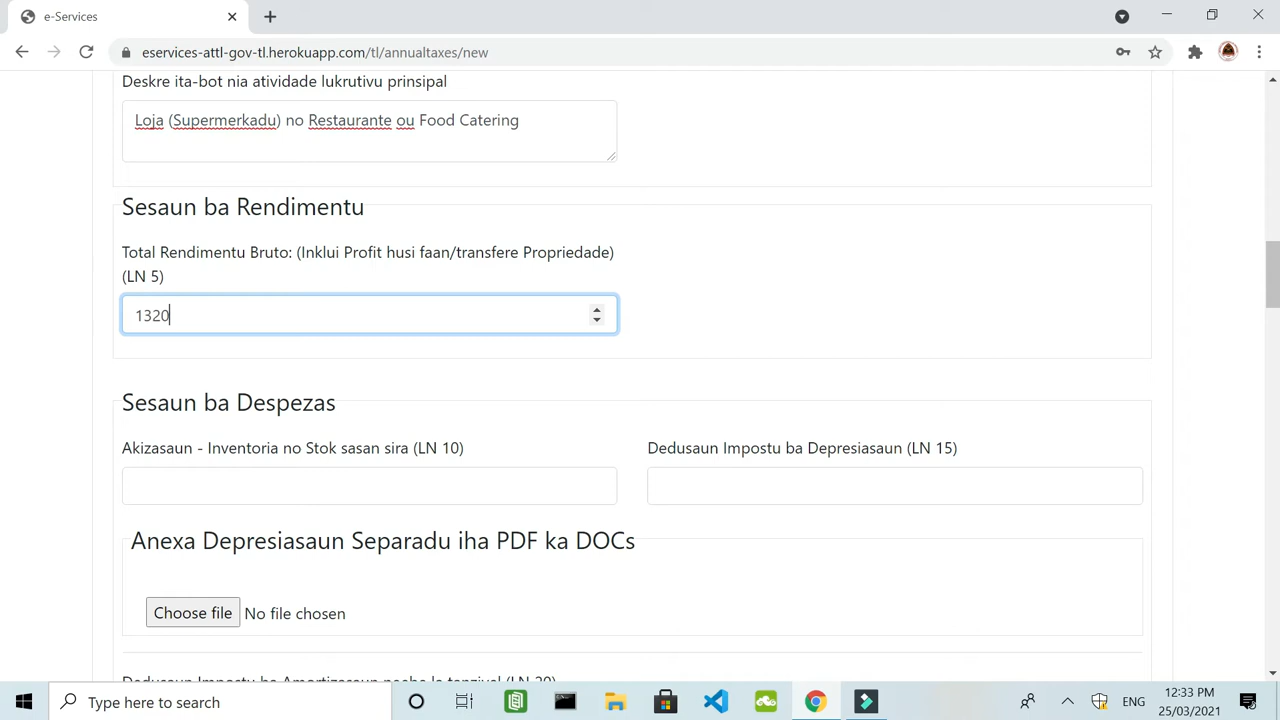 e-Services
eservices-attl-gov-tl.herokuapp.com/tl/annualtaxes/new
Deskre ita-bot nia atividade lukrutivu prinsipal
Loja (Supermerkadu) no Restaurante ou Food Catering
Sesaun ba Rendimentu
Total Rendimentu Bruto: (Inklui Profit husi faan/transfere Propriedade)
(LN 5)
1320
Sesaun ba Despezas
Akizasaun - Inventoria no Stok sasan sira (LN 10)
Dedusaun Impostu ba Depresiasaun (LN 15)
Anexa Depresiasaun Separadu iha PDF ka DOCs
Choose file No file chosen
Type here to search
ENG
12:33 PM
25/03/2021